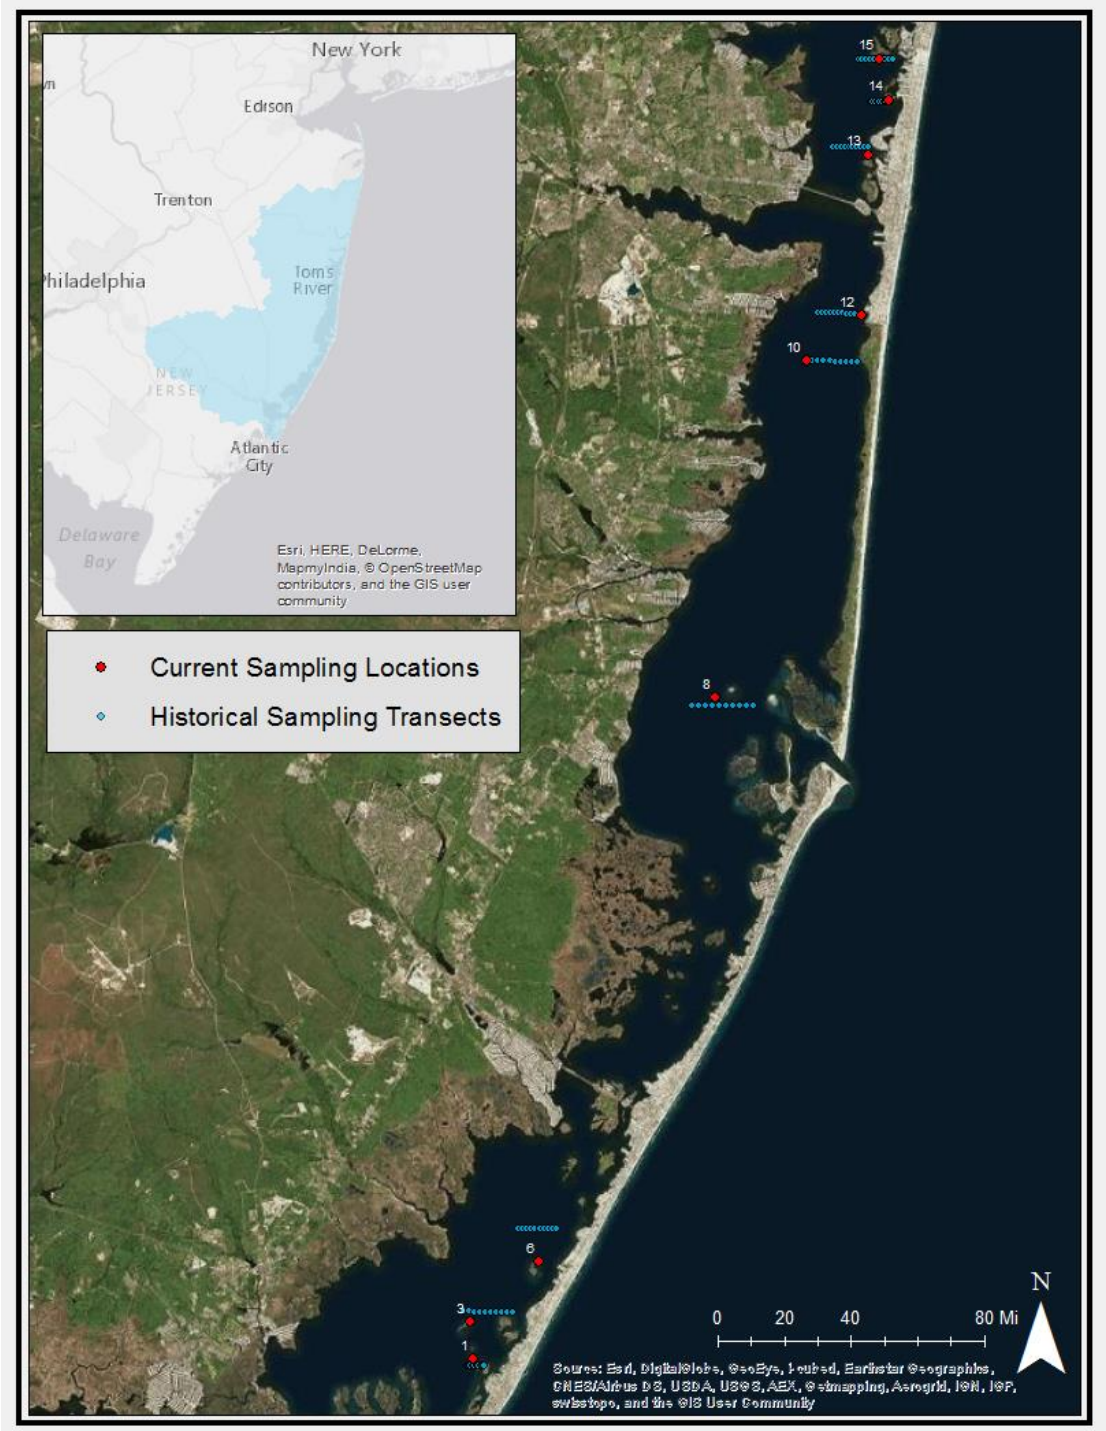 New York
Edison
Trenton
Philadelphia
Toms
River
NEW
JERSEY
Atlantic
City
Delaware
Bay
Esri, HERE, DeLorme,
MapmyIndia, © OpenStreetMap
contributors, and the GIS user
community
Current Sampling Locations
Historical Sampling Transects
15
14
13
12
10
8
6
3
1
N
0 20 40 80 Mi
Source: Esri, DigitalGlobe, GeoEye, i-cubed, Earthstar Geographics,
CNES/Airbus DS, USDA, USGS, AEX, Getmapping, Aerogrid, IGN, IGP,
swisstopo, and the GIS User Community